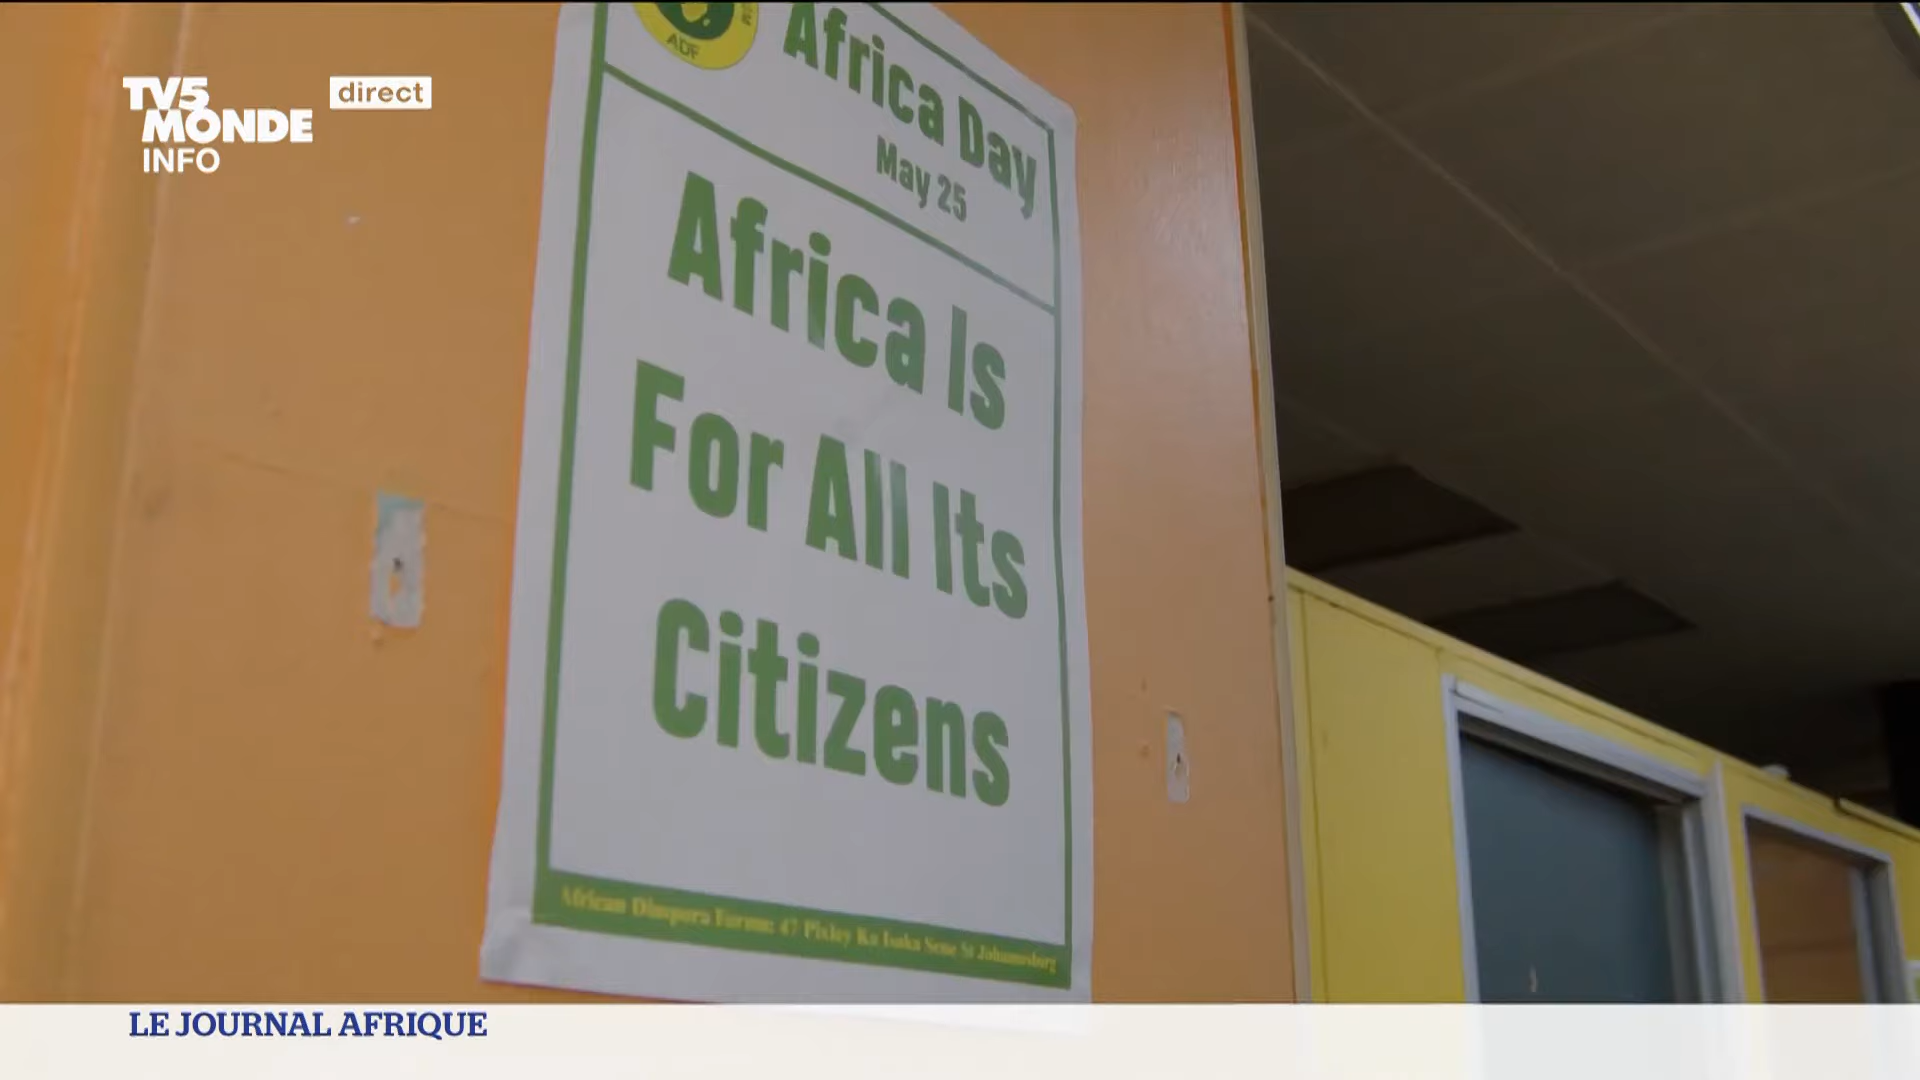 TV5
MONDE
INFO
direct
ADF
Africa Day
May 25
Africa Is
For All Its
Citizens
African Diaspora Forum: 47 Pixley Ka Isaka Seme St Johannesburg
LE JOURNAL AFRIQUE